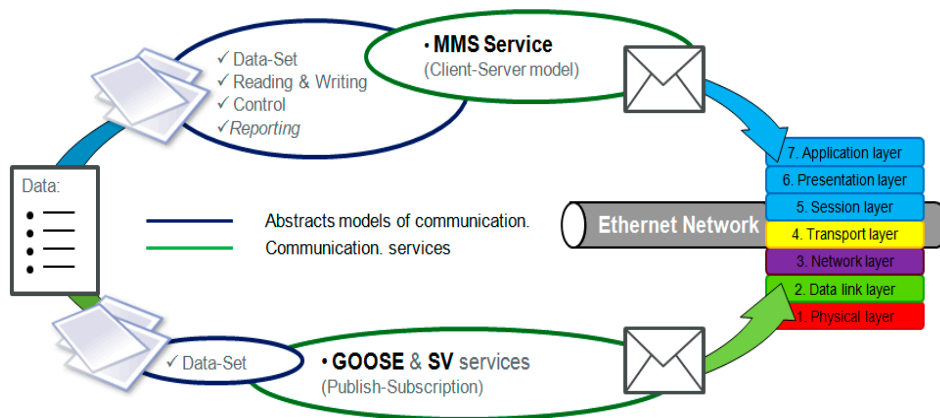 ✓ Data-Set
✓ Reading & Writing
✓ Control
✓ Reporting
• MMS Service
(Client-Server model)
Data:
Abstracts models of communication.
Communication. services
Ethernet Network
7. Application layer
6. Presentation layer
5. Session layer
4. Transport layer
3. Network layer
2. Data link layer
1. Physical layer
✓ Data-Set
• GOOSE & SV services
(Publish-Subscription)